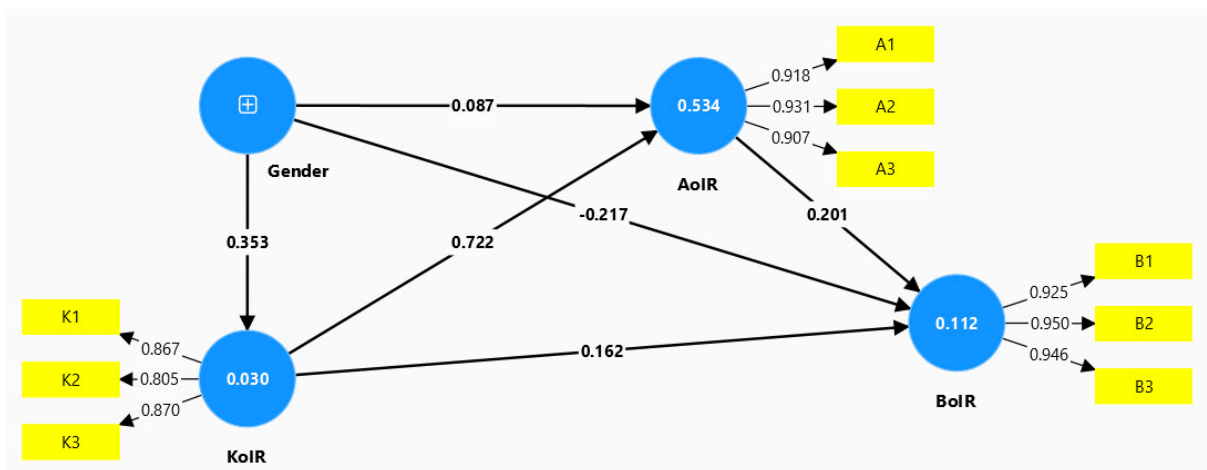 A1
0.918
0.087
0.534
0.931
A2
0.907
A3
Gender
AoIR
-0.217
0.201
0.353
0.722
B1
0.925
K1
0.112
0.950
B2
0.867
0.162
0.946
K2
0.805
0.030
B3
0.870
BoIR
K3
KoIR